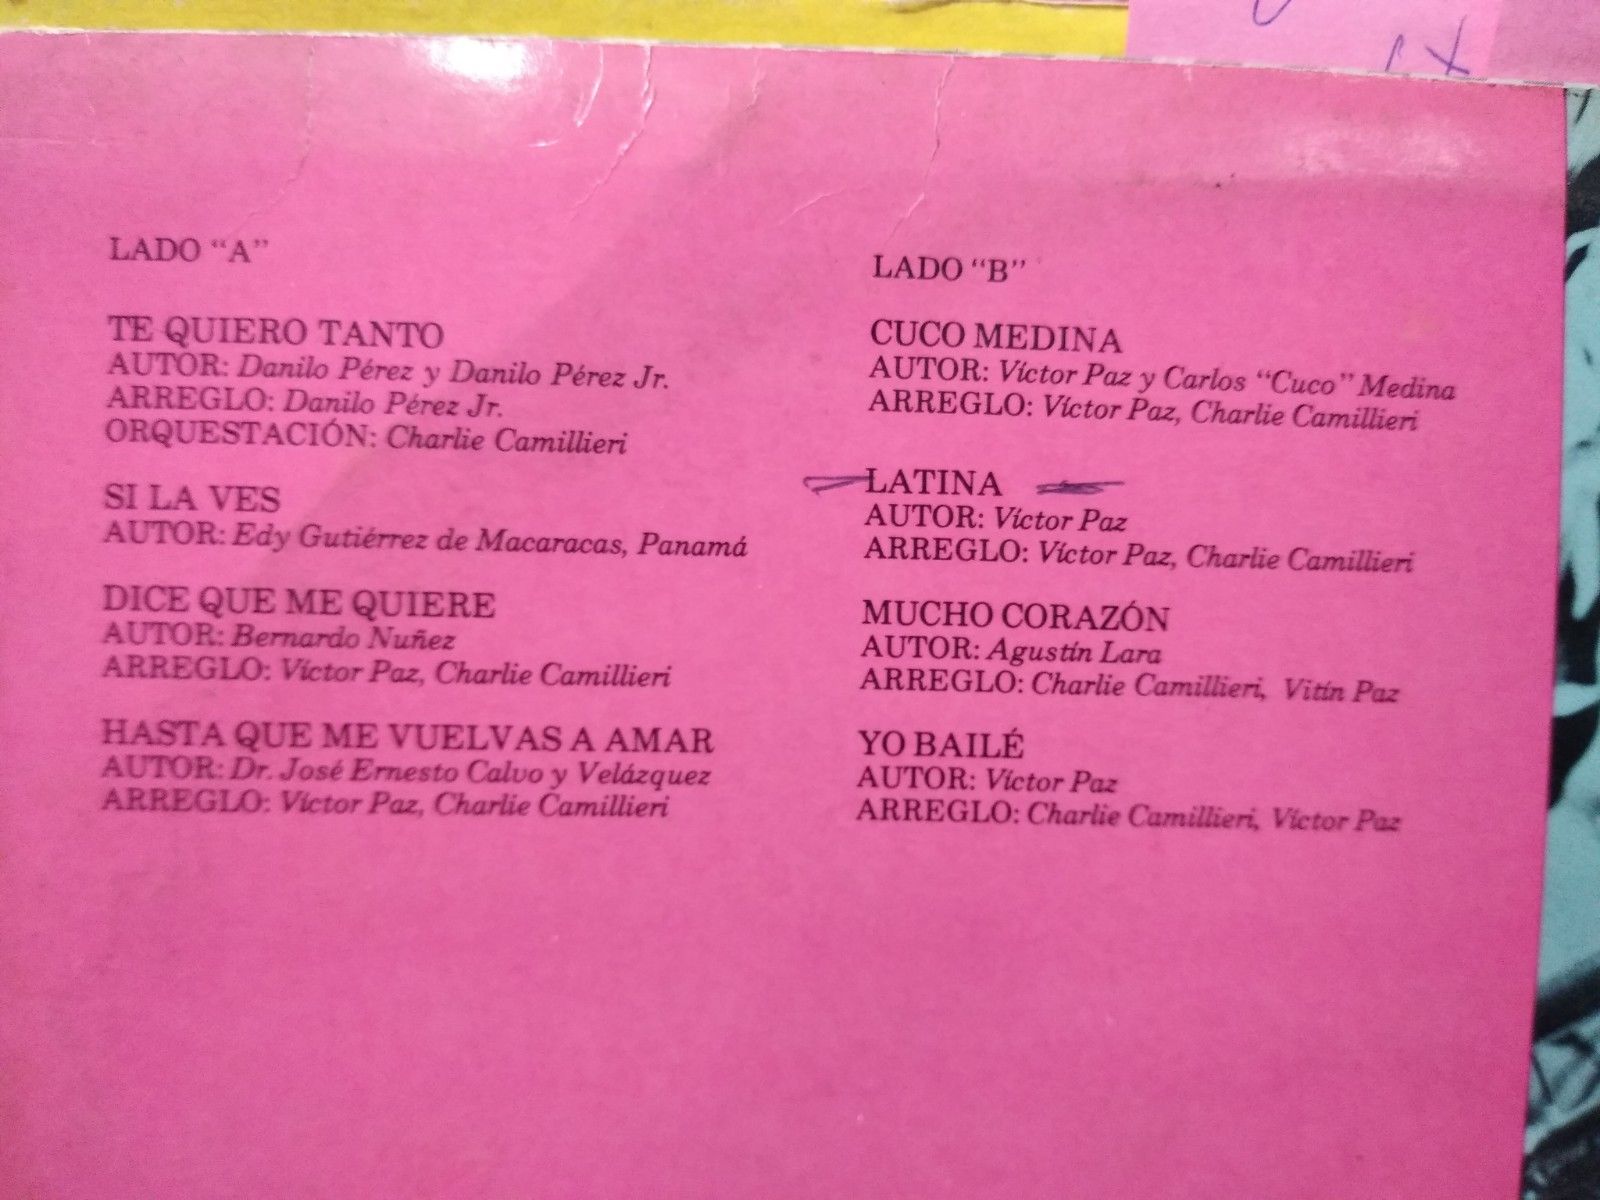 LADO "A"
TE QUIERO TANTO
AUTOR: Danilo Pérez y Danilo Pérez Jr.
ARREGLO: Danilo Pérez Jr.
ORQUESTACIÓN: Charlie Camillieri
SI LA VES
AUTOR: Edy Gutiérrez de Macaracas, Panamá
DICE QUE ME QUIERE
AUTOR: Bernardo Nuñez
ARREGLO: Víctor Paz, Charlie Camillieri
HASTA QUE ME VUELVAS A AMAR
AUTOR: Dr. José Ernesto Calvo y Velázquez
ARREGLO: Víctor Paz, Charlie Camillieri
LADO "B"
CUCO MEDINA
AUTOR: Víctor Paz y Carlos "Cuco" Medina
ARREGLO: Víctor Paz, Charlie Camillieri
LATINA
AUTOR: Víctor Paz
ARREGLO: Víctor Paz, Charlie Camillieri
MUCHO CORAZÓN
AUTOR: Agustín Lara
ARREGLO: Charlie Camillieri, Vitín Paz
YO BAILÉ
AUTOR: Víctor Paz
ARREGLO: Charlie Camillieri, Víctor Paz